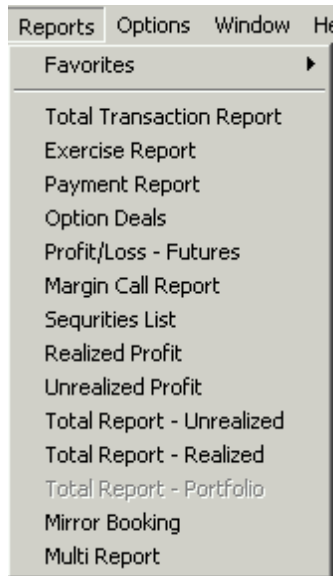 Reports Options Window He
Favorites
Total Transaction Report
Exercise Report
Payment Report
Option Deals
Profit/Loss - Futures
Margin Call Report
Sequrities List
Realized Profit
Unrealized Profit
Total Report - Unrealized
Total Report - Realized
Total Report - Portfolio
Mirror Booking
Multi Report